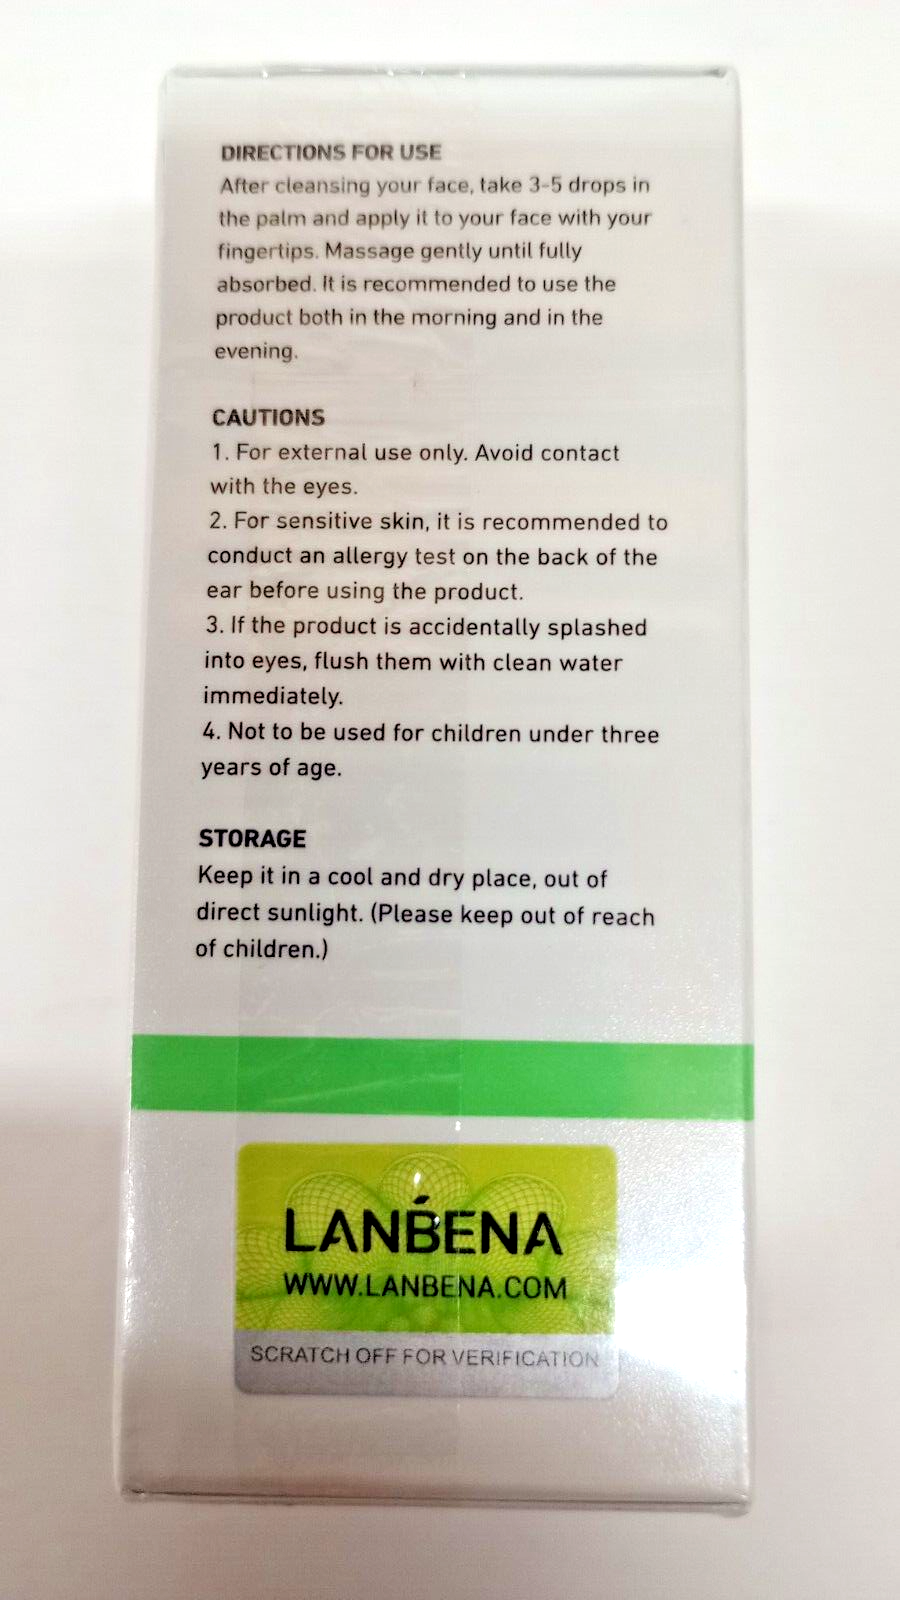 DIRECTIONS FOR USE
After cleansing your face, take 3-5 drops in
the palm and apply it to your face with your
fingertips. Massage gently until fully
absorbed. It is recommended to use the
product both in the morning and in the
evening.
CAUTIONS
1. For external use only. Avoid contact
with the eyes.
2. For sensitive skin, it is recommended to
conduct an allergy test on the back of the
ear before using the product.
3. If the product is accidentally splashed
into eyes, flush them with clean water
immediately.
4. Not to be used for children under three
years of age.
STORAGE
Keep it in a cool and dry place, out of
direct sunlight. (Please keep out of reach
of children.)
LANBENA
WWW.LANBENA.COM
SCRATCH OFF FOR VERIFICATION